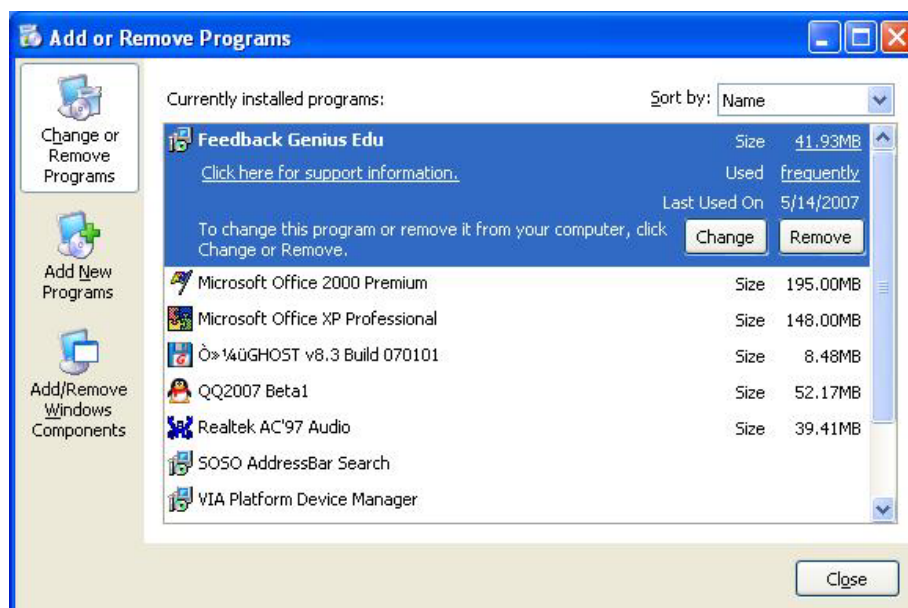 Add or Remove Programs
Change or
Remove
Programs
Add New
Programs
Add/Remove
Windows
Components
Currently installed programs:
Sort by: Name
Feedback Genius Edu Size 41.93MB
Click here for support information. Used frequently
Last Used On 5/14/2007
To change this program or remove it from your computer, click
Change or Remove.
Change Remove
Microsoft Office 2000 Premium Size 195.00MB
Microsoft Office XP Professional Size 148.00MB
Ò»¼üGHOST v8.3 Build 070101 Size 8.48MB
QQ2007 Beta1 Size 52.17MB
Realtek AC'97 Audio Size 39.41MB
SOSO AddressBar Search
VIA Platform Device Manager
Close